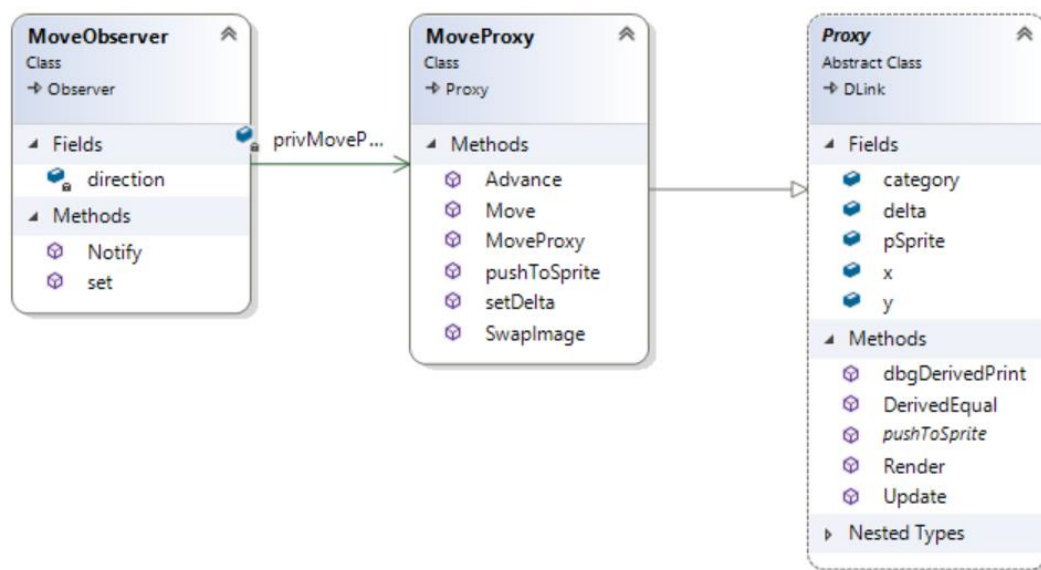 MoveObserver
Class
Observer
Fields
direction
Methods
Notify
set
privMoveP...
MoveProxy
Class
Proxy
Methods
Advance
Move
MoveProxy
pushToSprite
setDelta
SwapImage
Proxy
Abstract Class
DLink
Fields
category
delta
pSprite
x
y
Methods
dbgDerivedPrint
DerivedEqual
pushToSprite
Render
Update
Nested Types